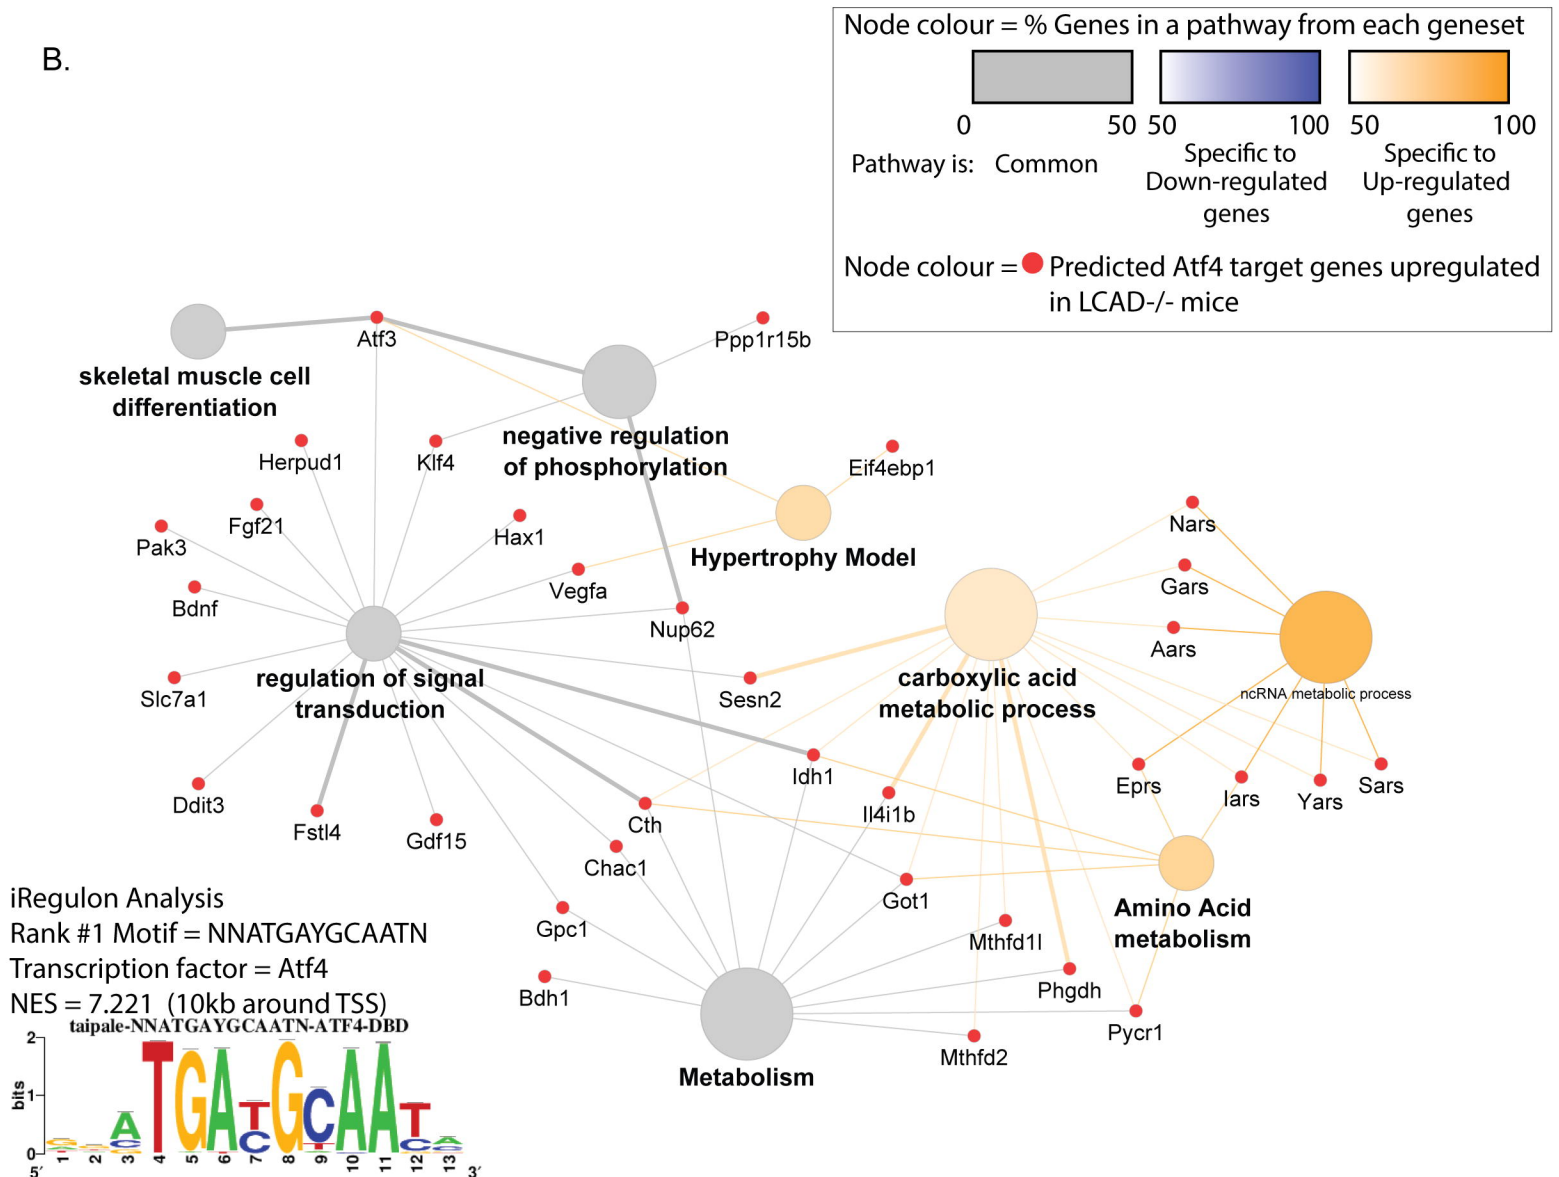 B.
Node colour = % Genes in a pathway from each geneset
0 50 50 100 50 100
Pathway is: Common
Specific to
Down-regulated
genes
Specific to
Up-regulated
genes
Node colour = Predicted Atf4 target genes upregulated
in LCAD-/- mice
Atf3
Ppp1r15b
skeletal muscle cell
differentiation
negative regulation
of phosphorylation
Herpud1
Klf4
Eif4ebp1
Fgf21
Hax1
Nars
Pak3
Hypertrophy Model
Vegfa
Gars
Bdnf
Nup62
Aars
regulation of signal
transduction
Slc7a1
Sesn2
carboxylic acid
metabolic process
ncRNA metabolic process
Idh1
Eprs
Iars
Yars
Sars
Ddit3
Fstl4
Gdf15
Cth
Il4i1b
Chac1
Got1
Gpc1
Amino Acid
metabolism
Mthfd1l
Bdh1
Phgdh
Pycr1
Mthfd2
Metabolism
iRegulon Analysis
Rank #1 Motif = NNATGAYGCAATN
Transcription factor = Atf4
NES = 7.221 (10kb around TSS)
taipale-NNATGAYGCAATN-ATF4-DBD
2
bits
1
0
A T G A T C G C A A T C
5′ 1 2 3 4 5 6 7 8 9 10 11 12 13 3′